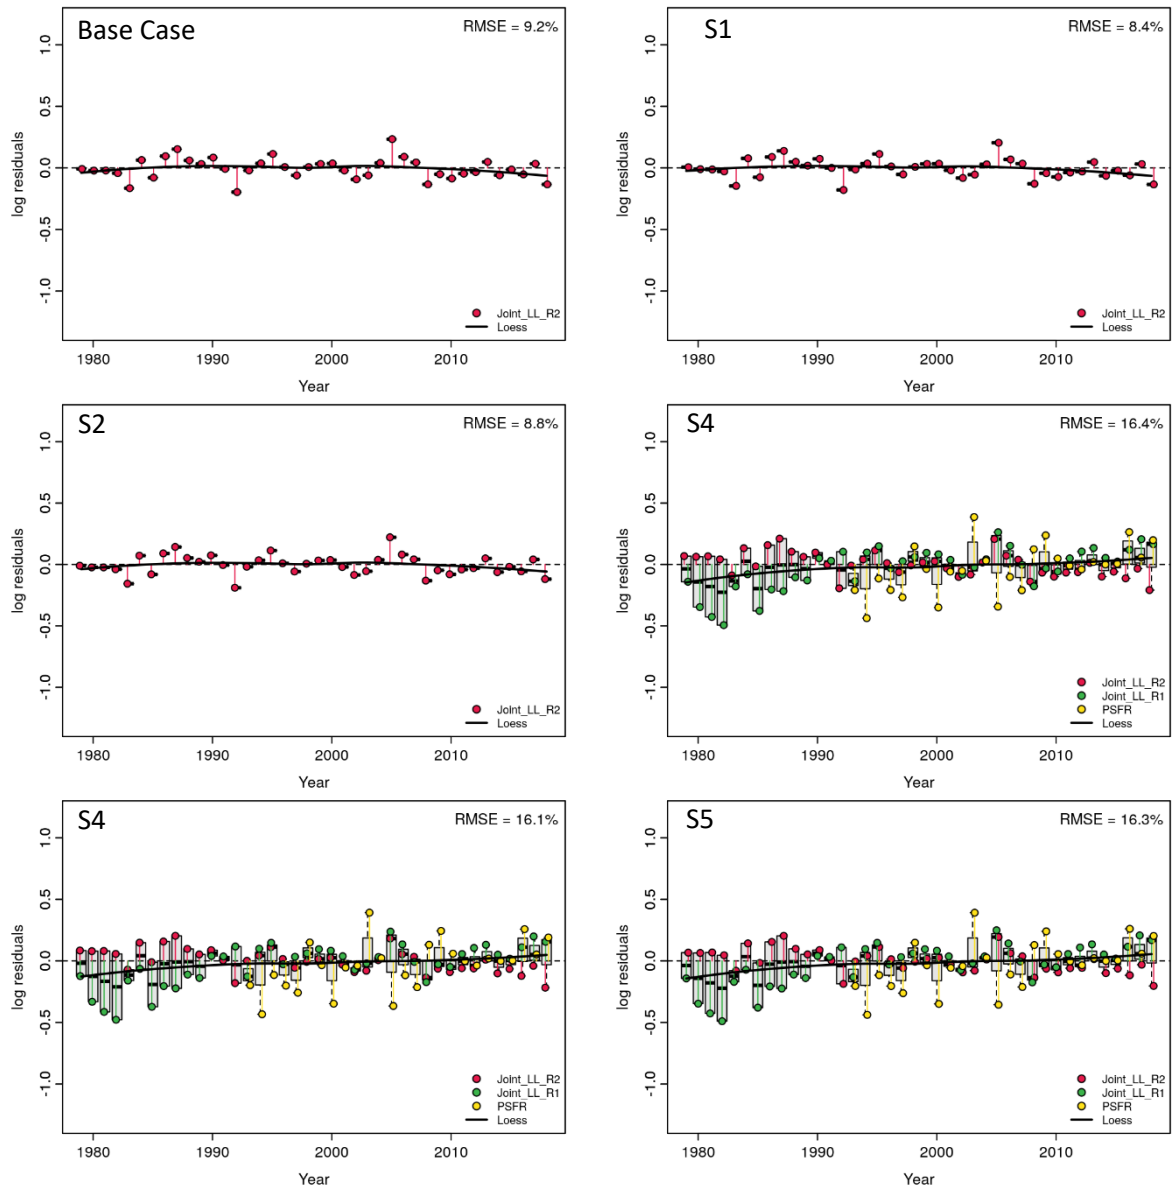 Base Case
RMSE = 9.2%
log residuals
1.0
0.5
0.0
-0.5
-1.0
Joint_LL_R2
Loess
1980 1990 2000 2010
Year
S1
RMSE = 8.4%
log residuals
1.0
0.5
0.0
-0.5
-1.0
Joint_LL_R2
Loess
1980 1990 2000 2010
Year
S2
RMSE = 8.8%
log residuals
1.0
0.5
0.0
-0.5
-1.0
Joint_LL_R2
Loess
1980 1990 2000 2010
Year
S4
RMSE = 16.4%
log residuals
1.0
0.5
0.0
-0.5
-1.0
Joint_LL_R2
Joint_LL_R1
PSFR
Loess
1980 1990 2000 2010
Year
S4
RMSE = 16.1%
log residuals
1.0
0.5
0.0
-0.5
-1.0
Joint_LL_R2
Joint_LL_R1
PSFR
Loess
1980 1990 2000 2010
Year
S5
RMSE = 16.3%
log residuals
1.0
0.5
0.0
-0.5
-1.0
Joint_LL_R2
Joint_LL_R1
PSFR
Loess
1980 1990 2000 2010
Year